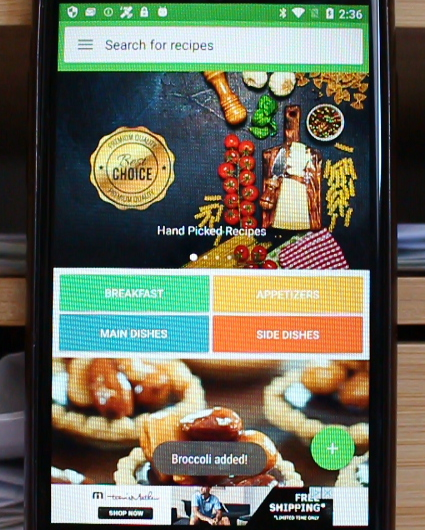 2:36
Search for recipes
PREMIUM QUALITY
Best
CHOICE
PREMIUM QUALITY
Hand Picked Recipes
BREAKFAST
APPETIZERS
MAIN DISHES
SIDE DISHES
Broccoli added!
SHOP NOW
FREE
SHIPPING*
*LIMITED TIME ONLY